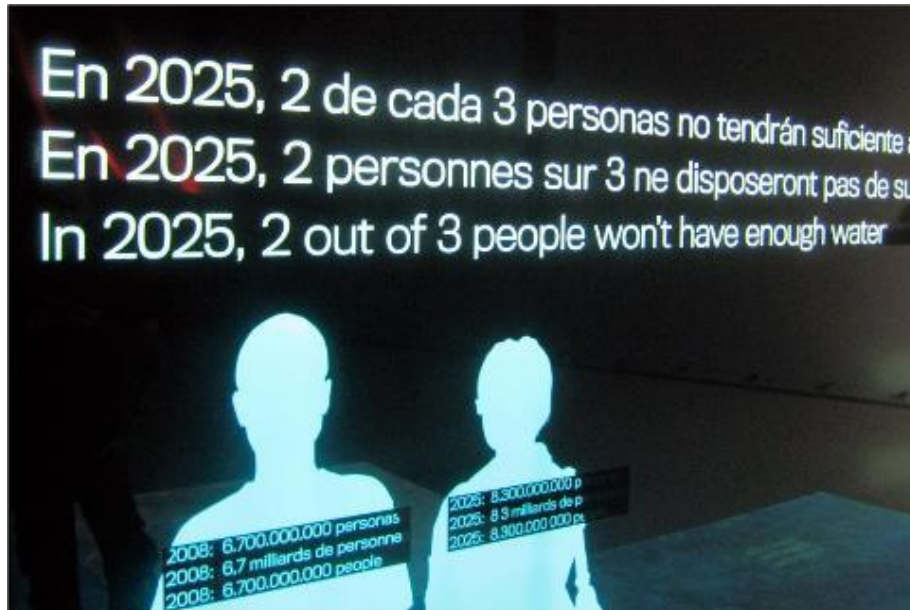 En 2025, 2 de cada 3 personas no tendrán suficiente
En 2025, 2 personnes sur 3 ne disposeront pas de
In 2025, 2 out of 3 people won't have enough water
2008: 6.700.000.000 personas
2008: 6.7 milliards de personne
2008: 6.700.000.000 people
2025: 8.300.000.000
2025: 8 3 milliards de
2025: 8.300.000 000